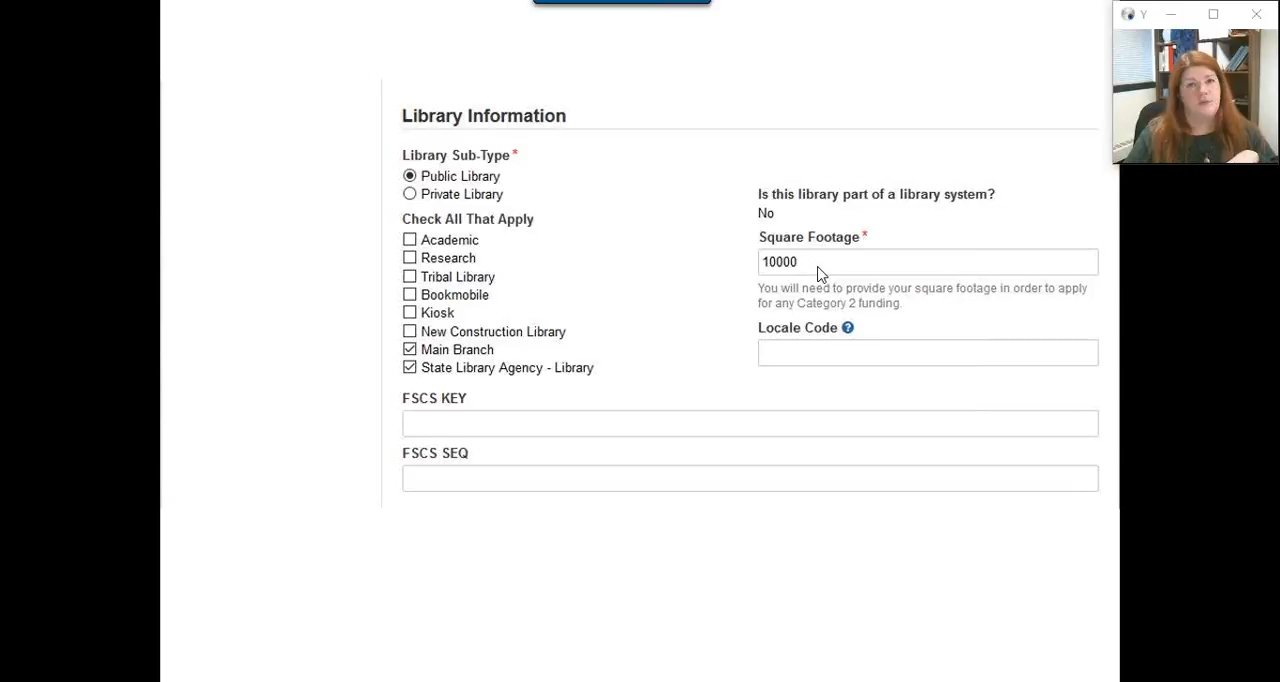 Y
Library Information
Library Sub-Type *
Public Library
Private Library
Check All That Apply
Academic
Research
Tribal Library
Bookmobile
Kiosk
New Construction Library
Main Branch
State Library Agency - Library
Is this library part of a library system?
No
Square Footage *
10000
You will need to provide your square footage in order to apply
for any Category 2 funding.
Locale Code ?
FSCS KEY
FSCS SEQ